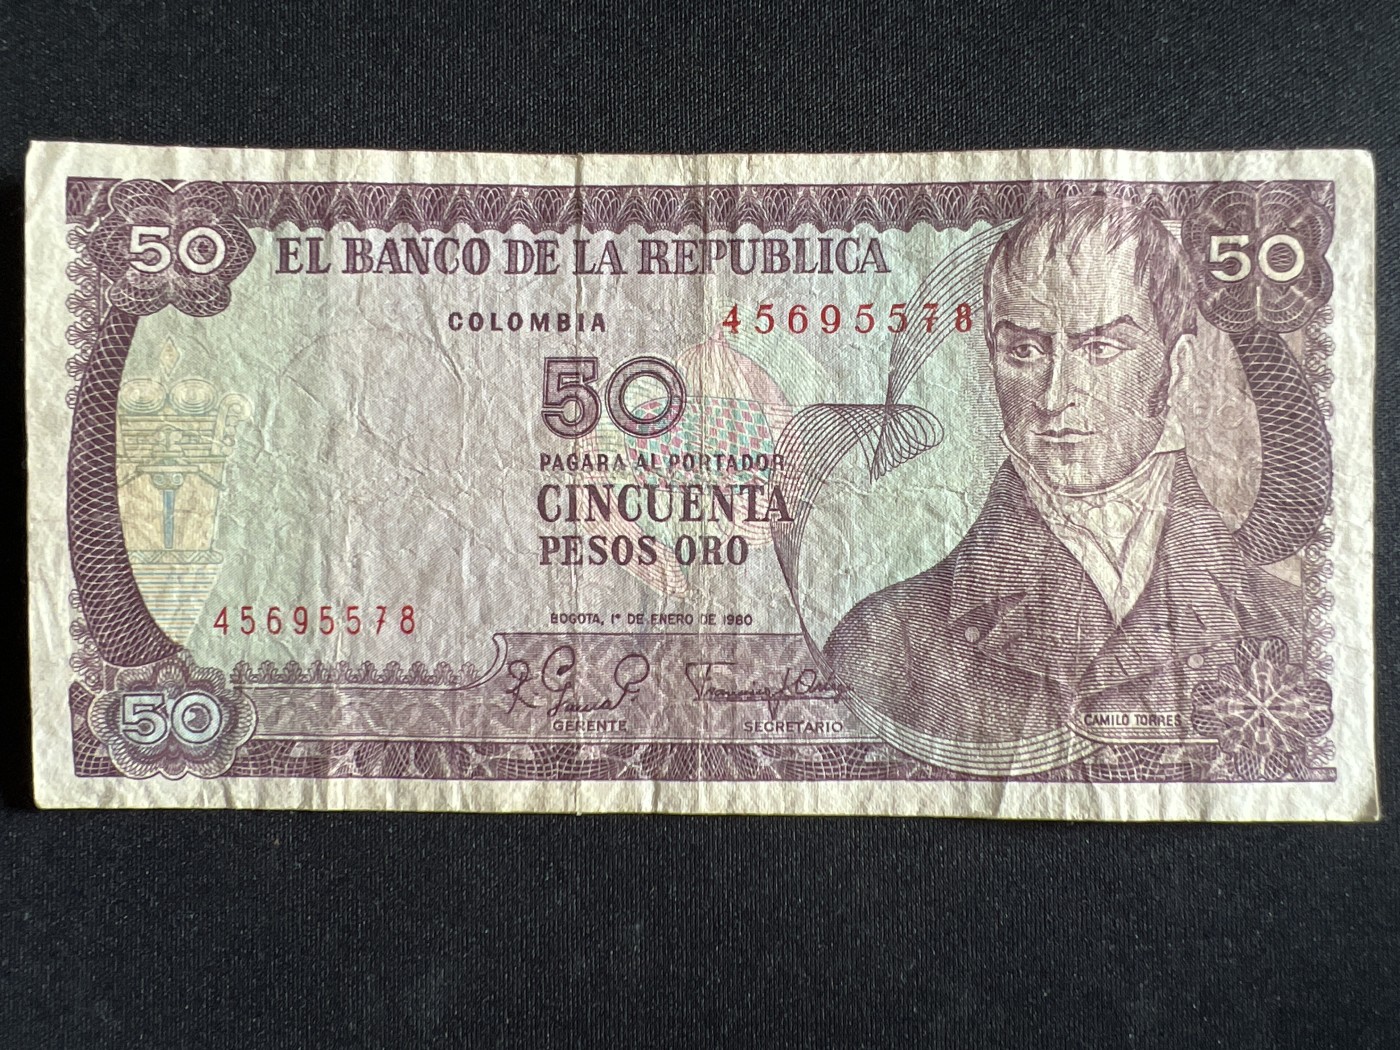 50
50
EL BANCO DE LA REPUBLICA
COLOMBIA
45695578
50
PAGARA AL PORTADOR
CINCUENTA
PESOS ORO
45695578
BOGOTA, 1º DE ENERO DE 1980
GERENTE
SECRETARIO
CAMILO TORRES
50